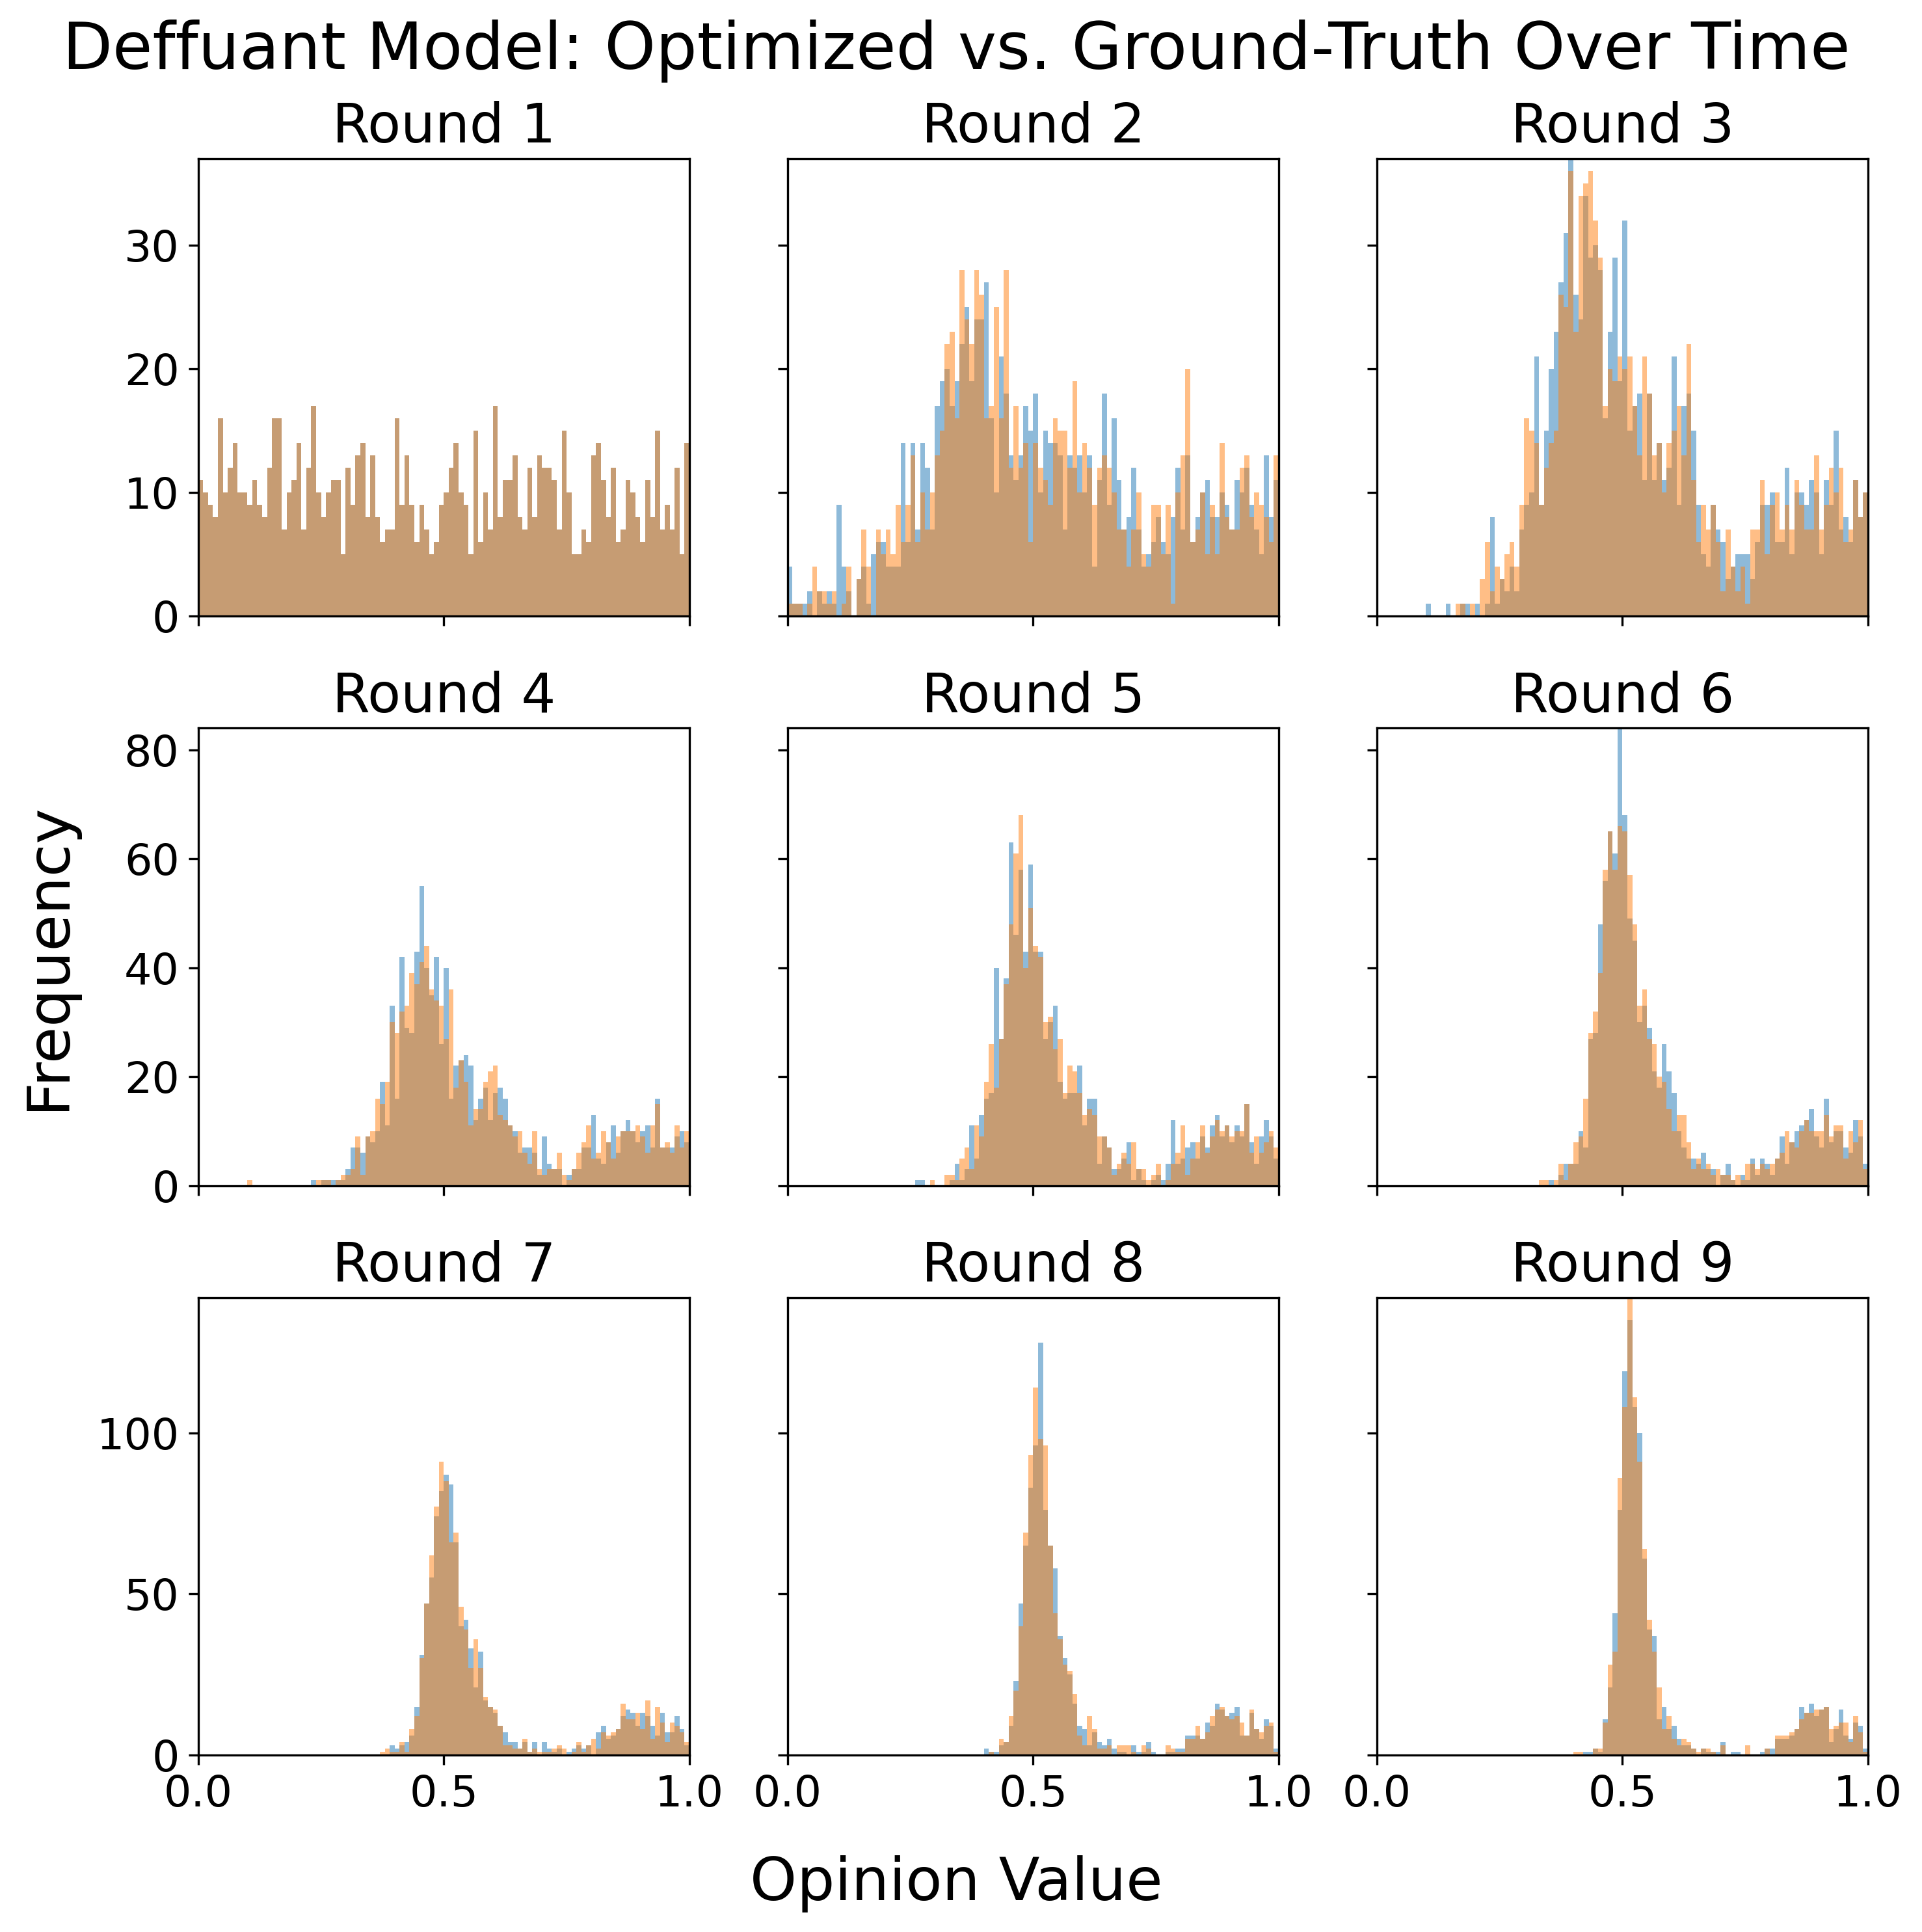 Deffuant Model: Optimized vs. Ground-Truth Over Time
Round 1
Round 2
Round 3
30
20
10
0
Round 4
Round 5
Round 6
80
60
40
20
0
Frequency
Round 7
Round 8
Round 9
100
50
0
0.0 0.5 1.0 0.0 0.5 1.0 0.0 0.5 1.0
Opinion Value